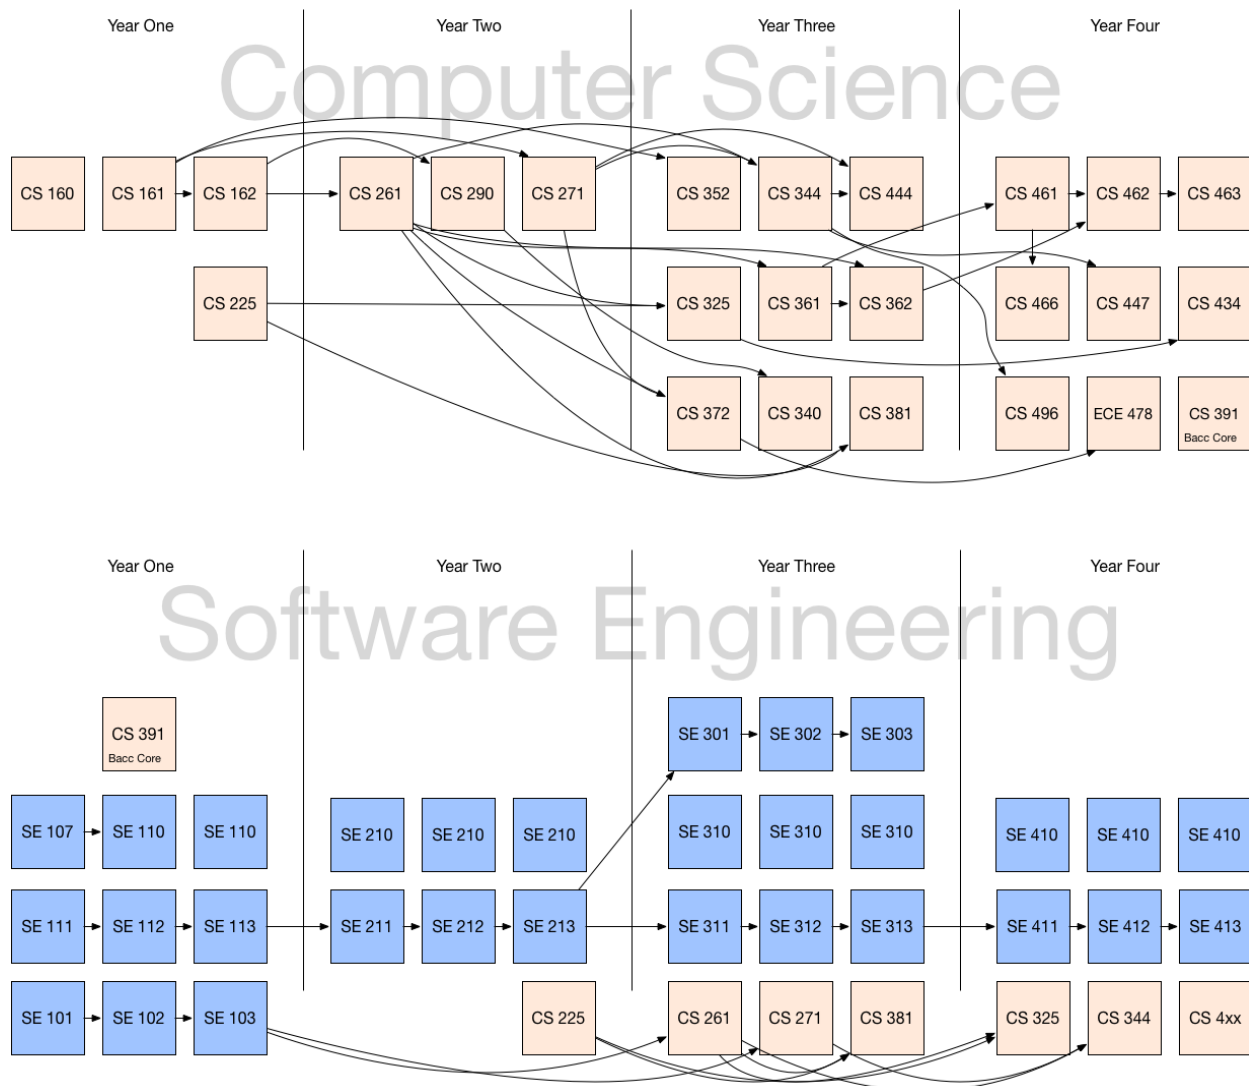 Year One Year Two Year Three Year Four
Computer Science
CS 160 CS 161 CS 162 CS 261 CS 290 CS 271 CS 352 CS 344 CS 444 CS 461 CS 462 CS 463
CS 225 CS 325 CS 361 CS 362 CS 466 CS 447 CS 434
CS 372 CS 340 CS 381 CS 496 ECE 478 CS 391
Bacc Core
Year One Year Two Year Three Year Four
Software Engineering
CS 391 SE 301 SE 302 SE 303
Bacc Core
SE 107 SE 110 SE 110 SE 210 SE 210 SE 210 SE 310 SE 310 SE 310 SE 410 SE 410 SE 410
SE 111 SE 112 SE 113 SE 211 SE 212 SE 213 SE 311 SE 312 SE 313 SE 411 SE 412 SE 413
SE 101 SE 102 SE 103 CS 225 CS 261 CS 271 CS 381 CS 325 CS 344 CS 4xx